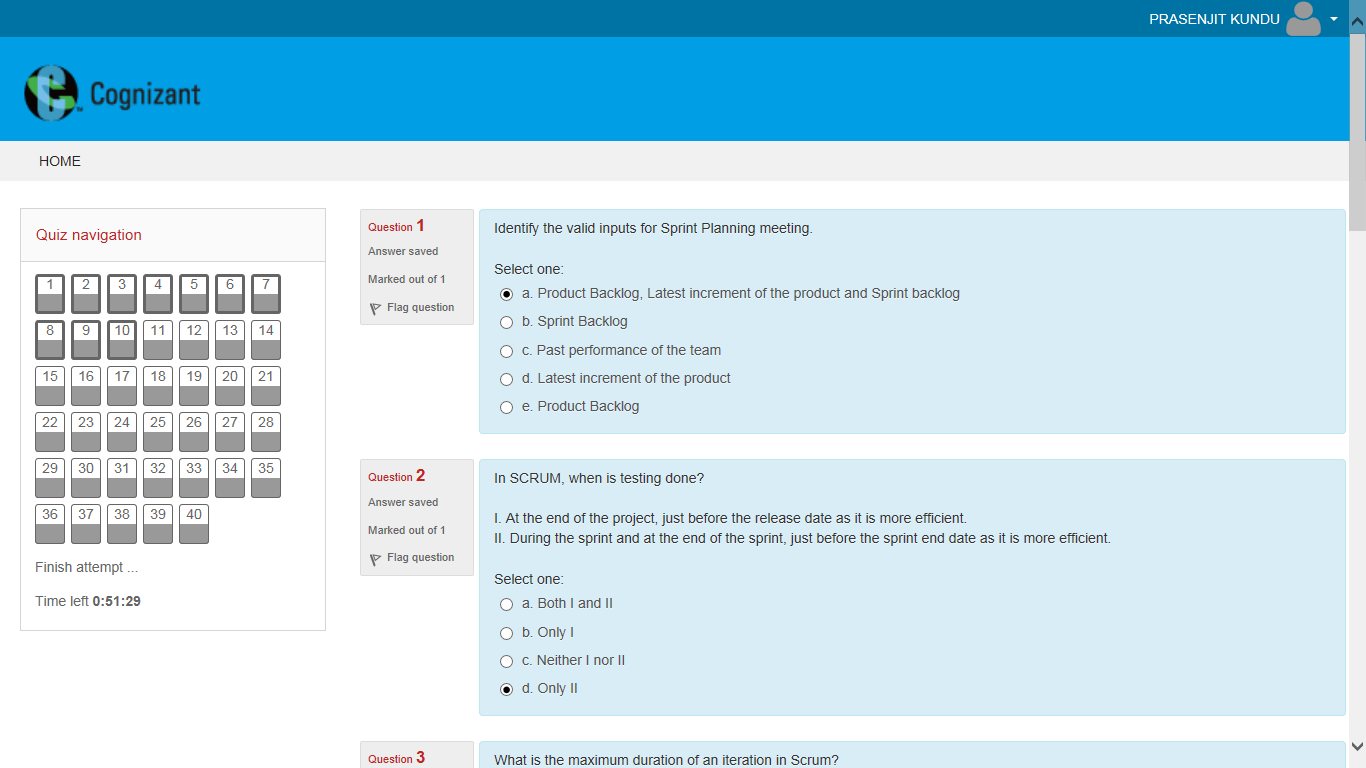 PRASENJIT KUNDU
Cognizant
HOME
Quiz navigation
1 2 3 4 5 6 7
8 9 10 11 12 13 14
15 16 17 18 19 20 21
22 23 24 25 26 27 28
29 30 31 32 33 34 35
36 37 38 39 40
Finish attempt ...
Time left 0:51:29
Question 1
Answer saved
Marked out of 1
Flag question
Identify the valid inputs for Sprint Planning meeting.
Select one:
a. Product Backlog, Latest increment of the product and Sprint backlog
b. Sprint Backlog
c. Past performance of the team
d. Latest increment of the product
e. Product Backlog
Question 2
Answer saved
Marked out of 1
Flag question
In SCRUM, when is testing done?
I. At the end of the project, just before the release date as it is more efficient.
II. During the sprint and at the end of the sprint, just before the sprint end date as it is more efficient.
Select one:
a. Both I and II
b. Only I
c. Neither I nor II
d. Only II
Question 3
What is the maximum duration of an iteration in Scrum?